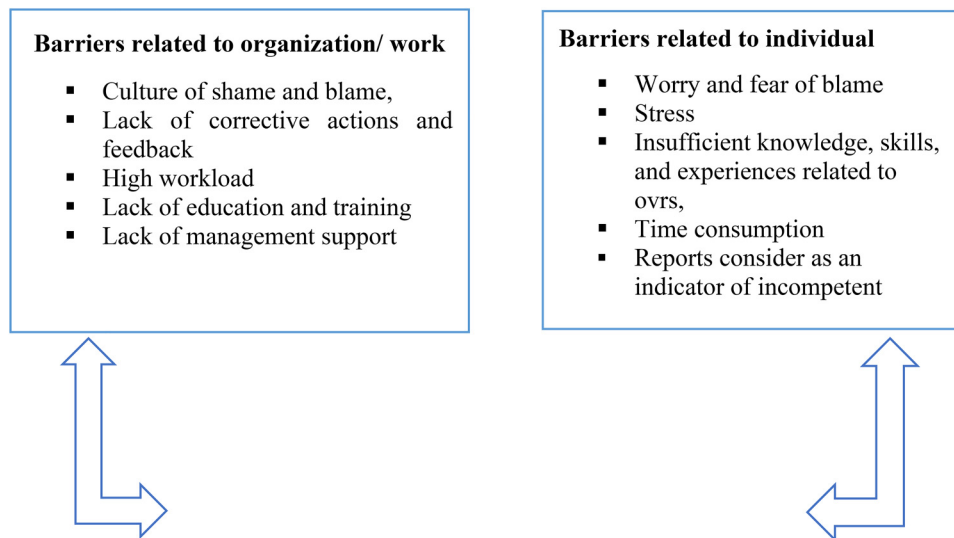 Barriers related to organization/ work
▪ Culture of shame and blame,
▪ Lack of corrective actions and
feedback
▪ High workload
▪ Lack of education and training
▪ Lack of management support
Barriers related to individual
▪ Worry and fear of blame
▪ Stress
▪ Insufficient knowledge, skills,
and experiences related to
ovrs,
▪ Time consumption
▪ Reports consider as an
indicator of incompetent